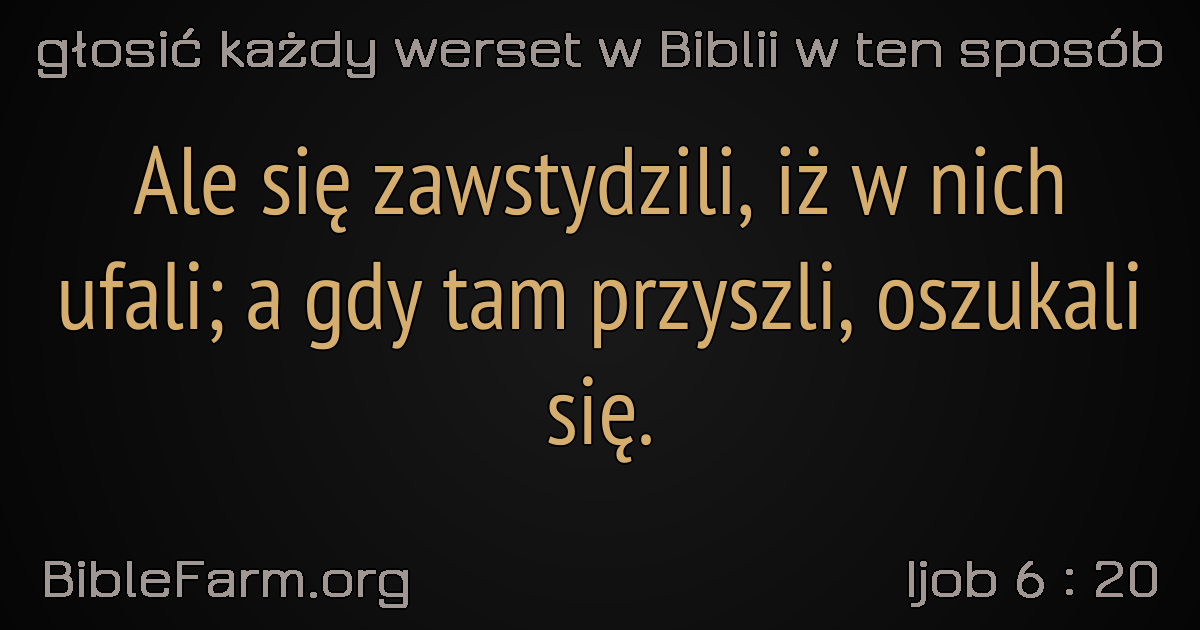 głosić każdy werset w Biblii w ten sposób
Ale się zawstydzili, iż w nich
ufali; a gdy tam przyszli, oszukali
się.
BibleFarm.org
Ijob 6 : 20